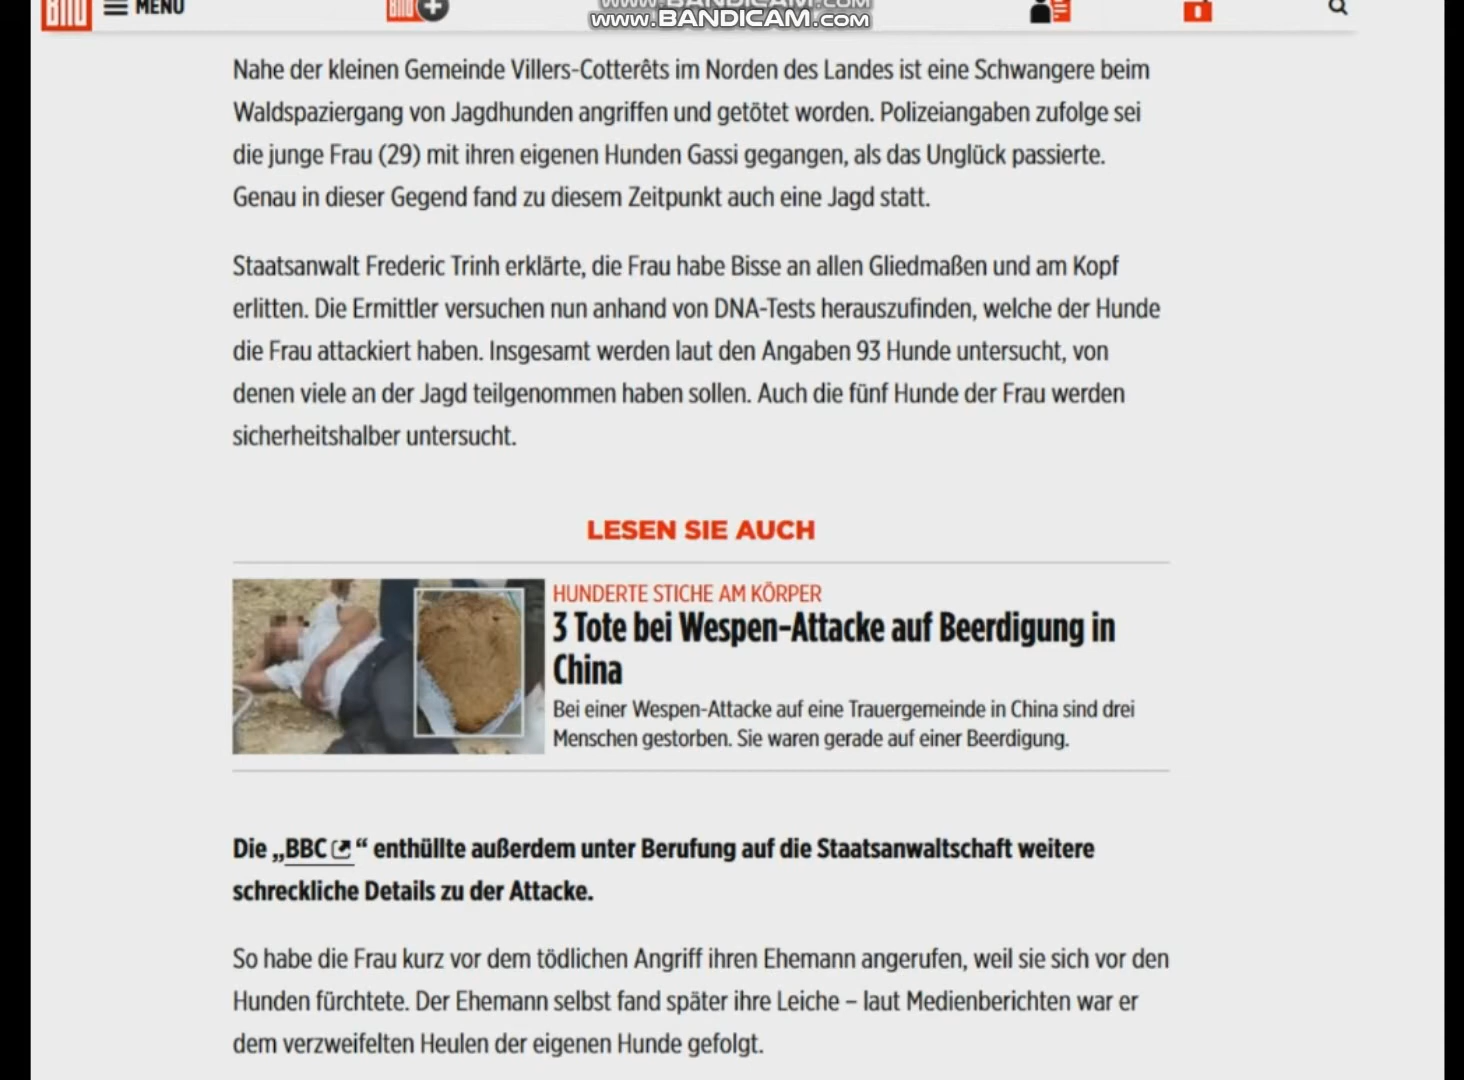 BILD
MENÜ
BILD
www.BANDICAM.com
www.BANDICAM.com
Nahe der kleinen Gemeinde Villers-Cotterêts im Norden des Landes ist eine Schwangere beim
Waldspaziergang von Jagdhunden angriffen und getötet worden. Polizeiangaben zufolge sei
die junge Frau (29) mit ihren eigenen Hunden Gassi gegangen, als das Unglück passierte.
Genau in dieser Gegend fand zu diesem Zeitpunkt auch eine Jagd statt.
Staatsanwalt Frederic Trinh erklärte, die Frau habe Bisse an allen Gliedmaßen und am Kopf
erlitten. Die Ermittler versuchen nun anhand von DNA-Tests herauszufinden, welche der Hunde
die Frau attackiert haben. Insgesamt werden laut den Angaben 93 Hunde untersucht, von
denen viele an der Jagd teilgenommen haben sollen. Auch die fünf Hunde der Frau werden
sicherheitshalber untersucht.
LESEN SIE AUCH
HUNDERTE STICHE AM KÖRPER
3 Tote bei Wespen-Attacke auf Beerdigung in
China
Bei einer Wespen-Attacke auf eine Trauergemeinde in China sind drei
Menschen gestorben. Sie waren gerade auf einer Beerdigung.
Die „BBC“ enthüllte außerdem unter Berufung auf die Staatsanwaltschaft weitere
schreckliche Details zu der Attacke.
So habe die Frau kurz vor dem tödlichen Angriff ihren Ehemann angerufen, weil sie sich vor den
Hunden fürchtete. Der Ehemann selbst fand später ihre Leiche – laut Medienberichten war er
dem verzweifelten Heulen der eigenen Hunde gefolgt.